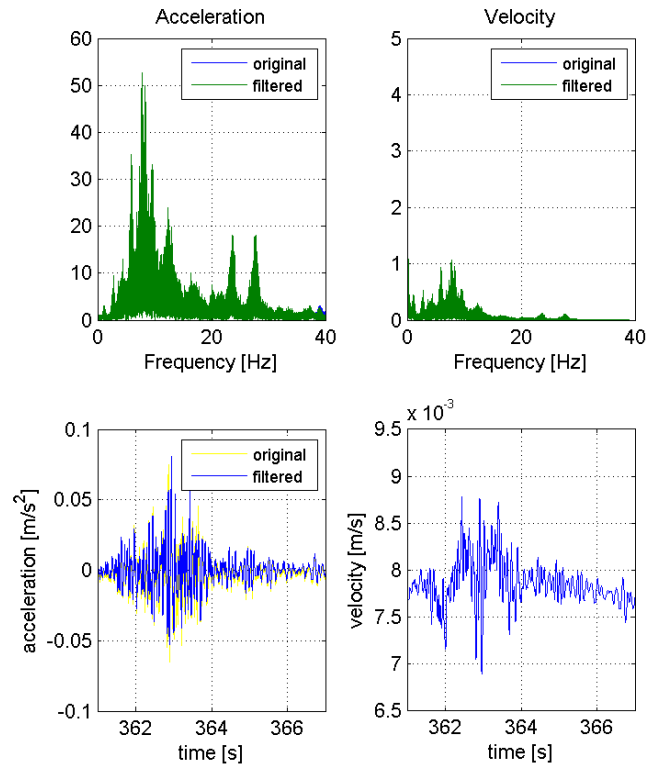 Acceleration
60
50
40
30
20
10
0
0
20
40
Frequency [Hz]
original
filtered
Velocity
5
4
3
2
1
0
0
20
40
Frequency [Hz]
original
filtered
0.1
0.05
0
-0.05
-0.1
acceleration [m/s²]
362
364
366
time [s]
original
filtered
x 10⁻³
9.5
9
8.5
8
7.5
7
6.5
velocity [m/s]
362
364
366
time [s]